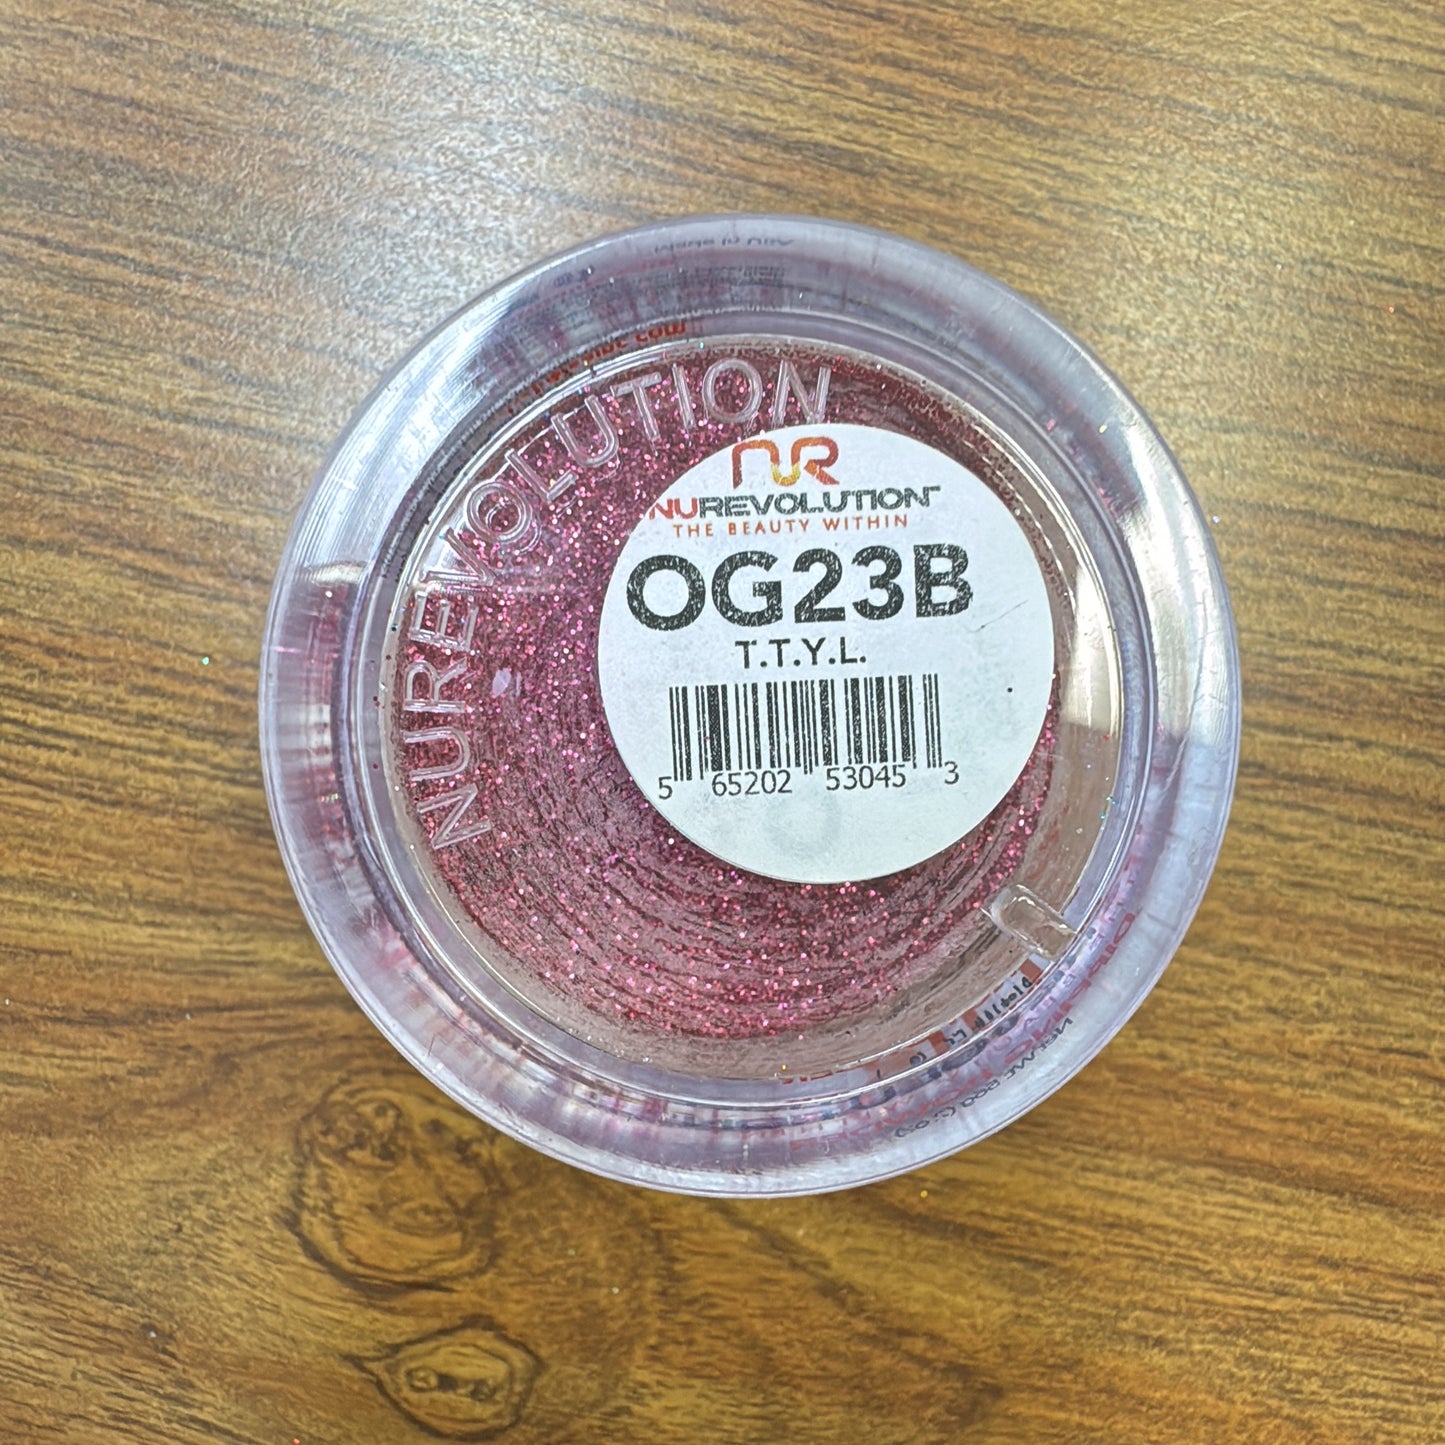 NUREVOLUTION
NR
NUREVOLUTION
THE BEAUTY WITHIN
OG23B
T.T.Y.L.
5 65202 53045 3